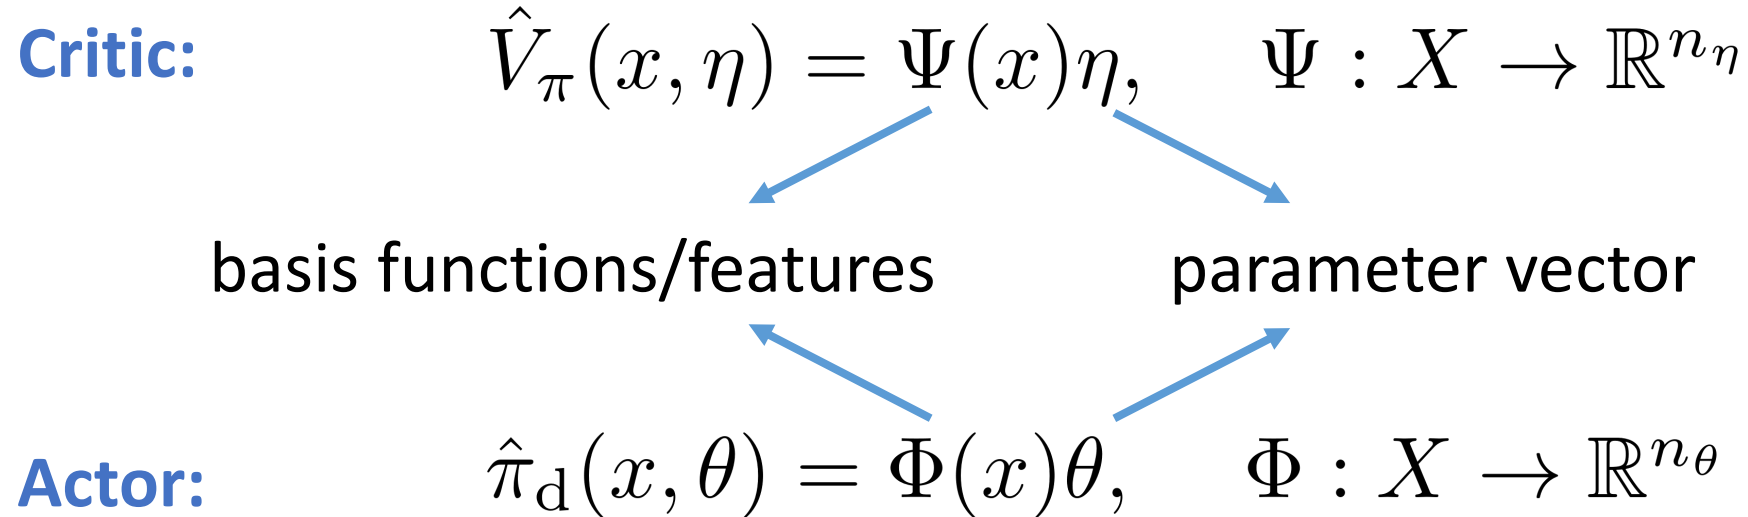 Critic: V̂_π(x, η) = Ψ(x)η, Ψ : X → ℝ^{n_η}
basis functions/features parameter vector
Actor: π̂_d(x, θ) = Φ(x)θ, Φ : X → ℝ^{n_θ}